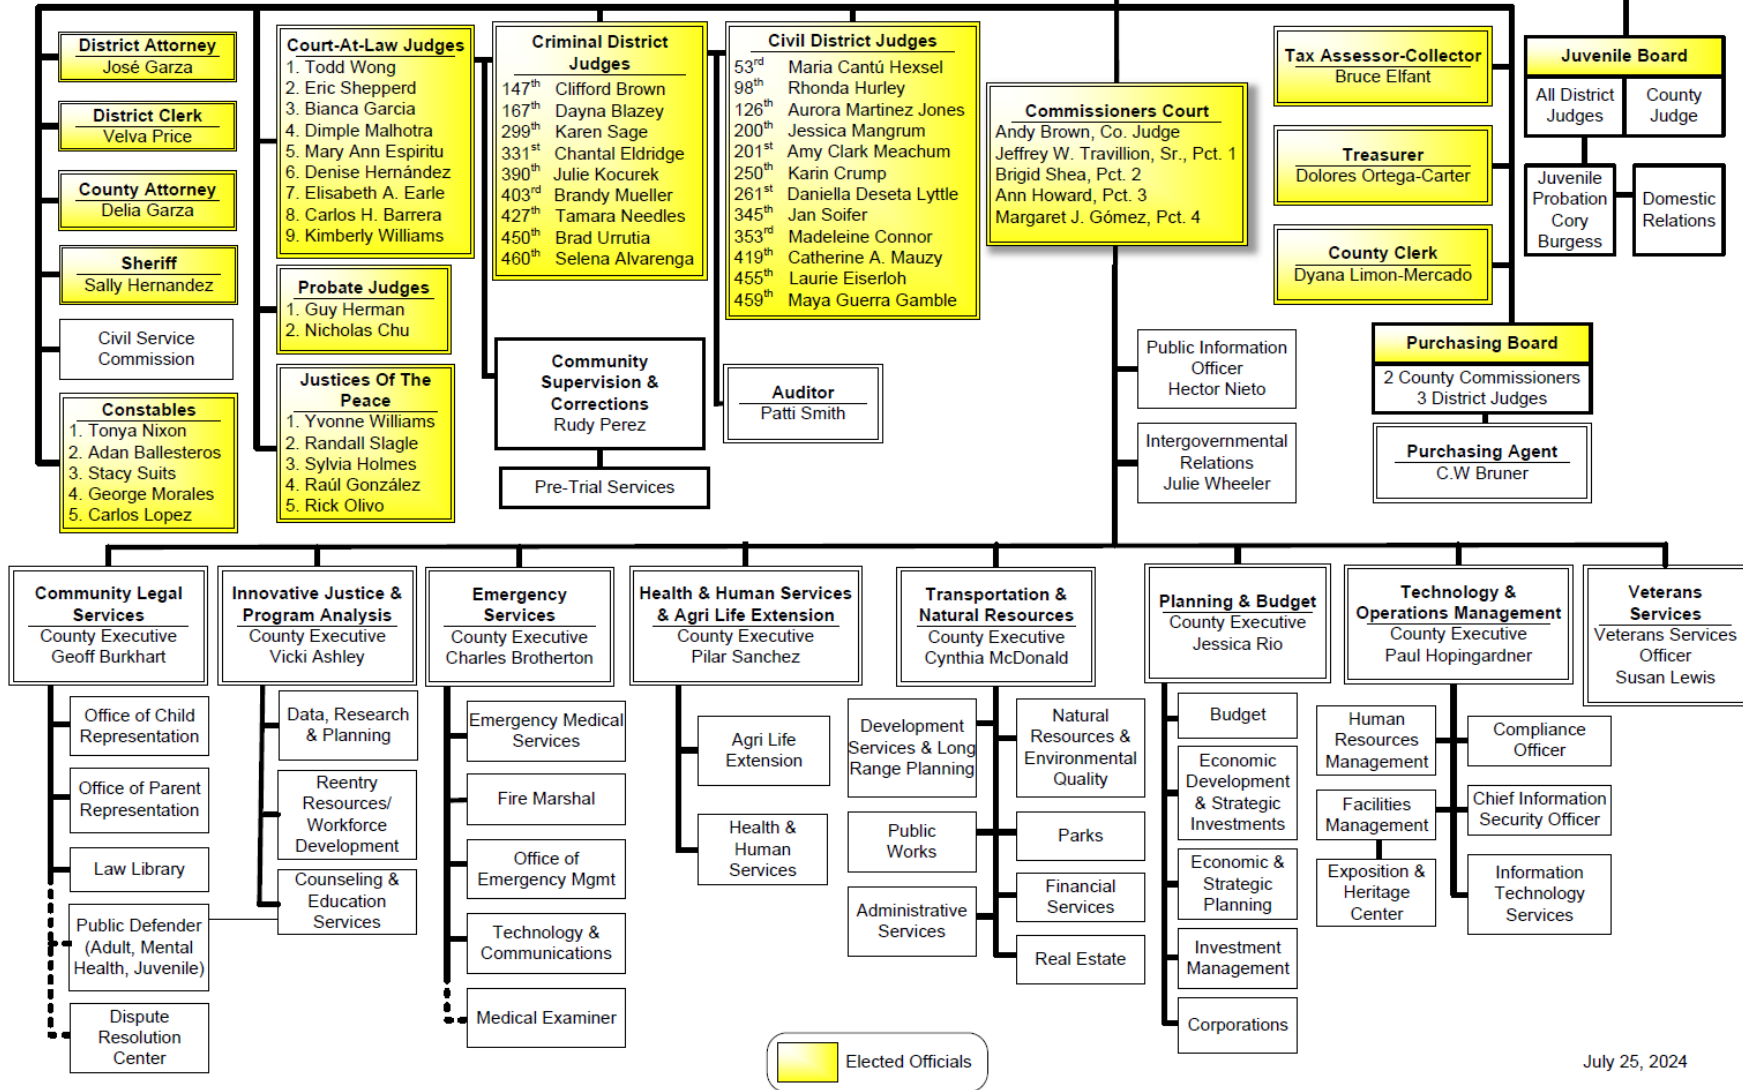 District Attorney
José Garza
District Clerk
Velva Price
County Attorney
Delia Garza
Sheriff
Sally Hernandez
Civil Service
Commission
Constables
1. Tonya Nixon
2. Adan Ballesteros
3. Stacy Suits
4. George Morales
5. Carlos Lopez
Court-At-Law Judges
1. Todd Wong
2. Eric Shepperd
3. Bianca Garcia
4. Dimple Malhotra
5. Mary Ann Espiritu
6. Denise Hernández
7. Elisabeth A. Earle
8. Carlos H. Barrera
9. Kimberly Williams
Probate Judges
1. Guy Herman
2. Nicholas Chu
Justices Of The
Peace
1. Yvonne Williams
2. Randall Slagle
3. Sylvia Holmes
4. Raúl González
5. Rick Olivo
Criminal District
Judges
147th Clifford Brown
167th Dayna Blazey
299th Karen Sage
331st Chantal Eldridge
390th Julie Kocurek
403rd Brandy Mueller
427th Tamara Needles
450th Brad Urrutia
460th Selena Alvarenga
Community
Supervision &
Corrections
Rudy Perez
Pre-Trial Services
Civil District Judges
53rd Maria Cantú Hexsel
98th Rhonda Hurley
126th Aurora Martinez Jones
200th Jessica Mangrum
201st Amy Clark Meachum
250th Karin Crump
261st Daniella Deseta Lyttle
345th Jan Soifer
353rd Madeleine Connor
419th Catherine A. Mauzy
455th Laurie Eiserloh
459th Maya Guerra Gamble
Auditor
Patti Smith
Commissioners Court
Andy Brown, Co. Judge
Jeffrey W. Travillion, Sr., Pct. 1
Brigid Shea, Pct. 2
Ann Howard, Pct. 3
Margaret J. Gómez, Pct. 4
Public Information
Officer
Hector Nieto
Intergovernmental
Relations
Julie Wheeler
Tax Assessor-Collector
Bruce Elfant
Treasurer
Dolores Ortega-Carter
County Clerk
Dyana Limon-Mercado
Purchasing Board
2 County Commissioners
3 District Judges
Purchasing Agent
C.W Bruner
Juvenile Board
All District
Judges
County
Judge
Juvenile
Probation
Cory
Burgess
Domestic
Relations
Community Legal
Services
County Executive
Geoff Burkhart
Office of Child
Representation
Office of Parent
Representation
Law Library
Public Defender
(Adult, Mental
Health, Juvenile)
Dispute
Resolution
Center
Innovative Justice &
Program Analysis
County Executive
Vicki Ashley
Data, Research
& Planning
Reentry
Resources/
Workforce
Development
Counseling &
Education
Services
Emergency
Services
County Executive
Charles Brotherton
Emergency Medical
Services
Fire Marshal
Office of
Emergency Mgmt
Technology &
Communications
Medical Examiner
Health & Human Services
& Agri Life Extension
County Executive
Pilar Sanchez
Agri Life
Extension
Health &
Human
Services
Transportation &
Natural Resources
County Executive
Cynthia McDonald
Development
Services & Long
Range Planning
Public
Works
Administrative
Services
Natural
Resources &
Environmental
Quality
Parks
Financial
Services
Real Estate
Planning & Budget
County Executive
Jessica Rio
Budget
Economic
Development
& Strategic
Investments
Economic &
Strategic
Planning
Investment
Management
Corporations
Technology &
Operations Management
County Executive
Paul Hopingardner
Human
Resources
Management
Facilities
Management
Exposition &
Heritage
Center
Compliance
Officer
Chief Information
Security Officer
Information
Technology
Services
Veterans
Services
Veterans Services
Officer
Susan Lewis
Elected Officials
July 25, 2024